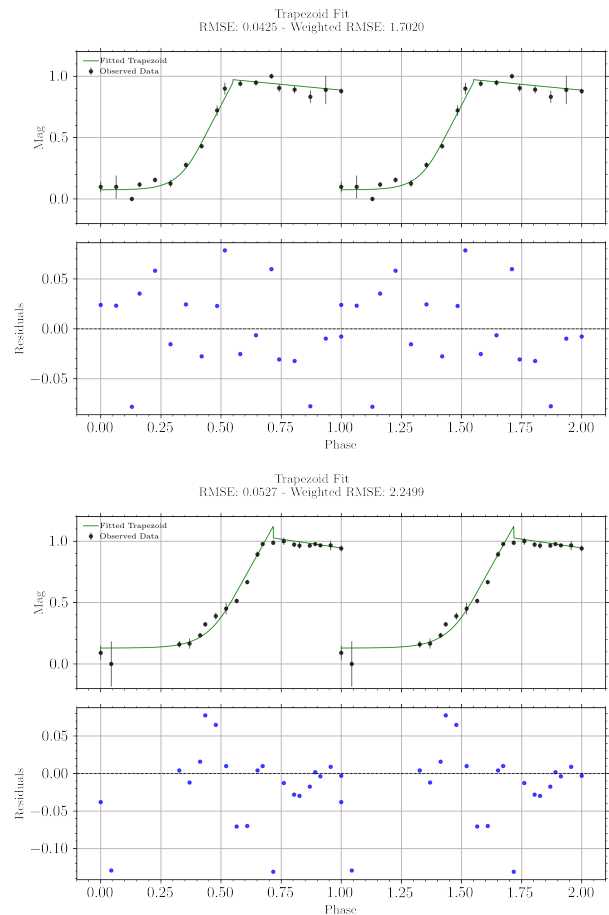 Trapezoid Fit
RMSE: 0.0425 - Weighted RMSE: 1.7020
Fitted Trapezoid
Observed Data
1.0
0.5
0.0
Mag
0.05
0.00
−0.05
Residuals
0.00 0.25 0.50 0.75 1.00 1.25 1.50 1.75 2.00
Phase
Trapezoid Fit
RMSE: 0.0527 - Weighted RMSE: 2.2499
Fitted Trapezoid
Observed Data
1.0
0.5
0.0
Mag
0.05
0.00
−0.05
−0.10
Residuals
0.00 0.25 0.50 0.75 1.00 1.25 1.50 1.75 2.00
Phase